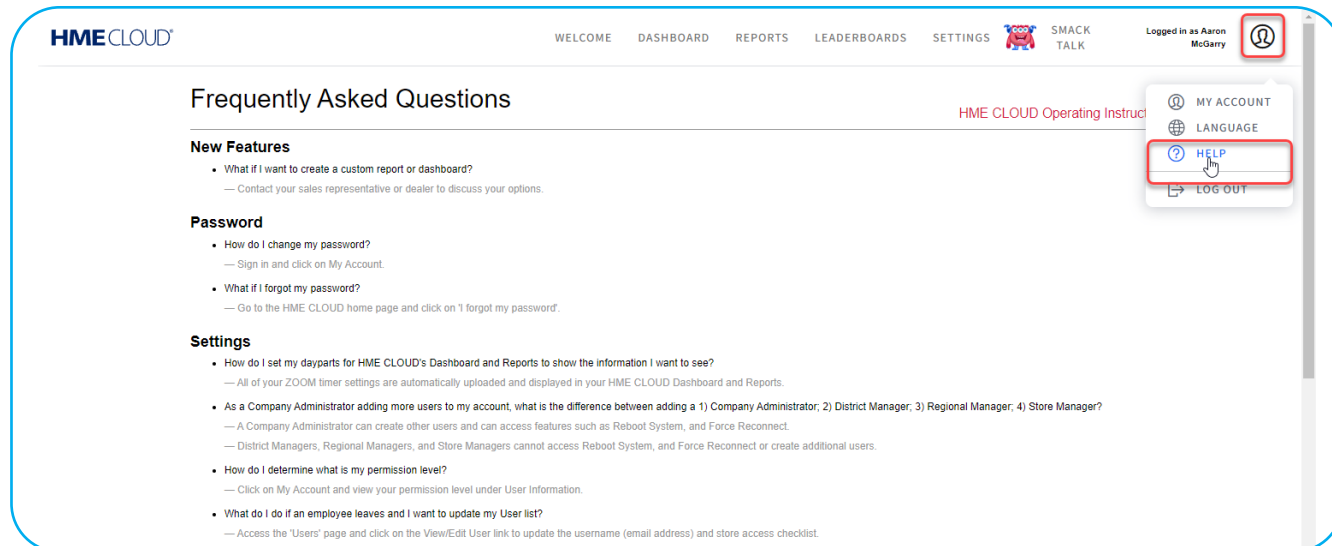 HMECLOUD®
WELCOME DASHBOARD REPORTS LEADERBOARDS SETTINGS SMACK TALK
Logged in as Aaron McGarry
MY ACCOUNT
LANGUAGE
HELP
LOG OUT
Frequently Asked Questions
HME CLOUD Operating Instruct
New Features
• What if I want to create a custom report or dashboard?
— Contact your sales representative or dealer to discuss your options.
Password
• How do I change my password?
— Sign in and click on My Account.
• What if I forgot my password?
— Go to the HME CLOUD home page and click on 'I forgot my password'.
Settings
• How do I set my dayparts for HME CLOUD's Dashboard and Reports to show the information I want to see?
— All of your ZOOM timer settings are automatically uploaded and displayed in your HME CLOUD Dashboard and Reports.
• As a Company Administrator adding more users to my account, what is the difference between adding a 1) Company Administrator; 2) District Manager; 3) Regional Manager; 4) Store Manager?
— A Company Administrator can create other users and can access features such as Reboot System, and Force Reconnect.
— District Managers, Regional Managers, and Store Managers cannot access Reboot System, and Force Reconnect or create additional users.
• How do I determine what is my permission level?
— Click on My Account and view your permission level under User Information.
• What do I do if an employee leaves and I want to update my User list?
— Access the 'Users' page and click on the View/Edit User link to update the username (email address) and store access checklist.